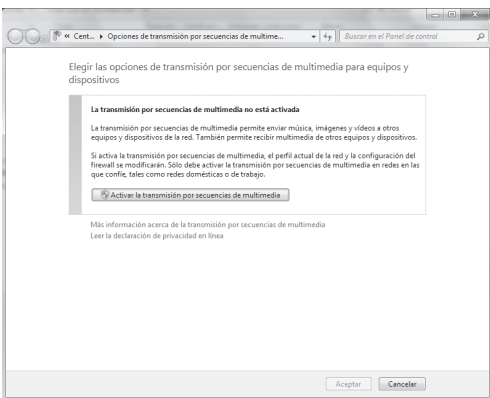 « Cent... ▸ Opciones de transmisión por secuencias de multime...
Buscar en el Panel de control
Elegir las opciones de transmisión por secuencias de multimedia para equipos y
dispositivos
La transmisión por secuencias de multimedia no está activada
La transmisión por secuencias de multimedia permite enviar música, imágenes y vídeos a otros
equipos y dispositivos de la red. También permite recibir multimedia de otros equipos y dispositivos.
Si activa la transmisión por secuencias de multimedia, el perfil actual de la red y la configuración del
firewall se modificarán. Sólo debe activar la transmisión por secuencias de multimedia en redes en las
que confíe, tales como redes domésticas o de trabajo.
Activar la transmisión por secuencias de multimedia
Más información acerca de la transmisión por secuencias de multimedia
Leer la declaración de privacidad en línea
Aceptar
Cancelar